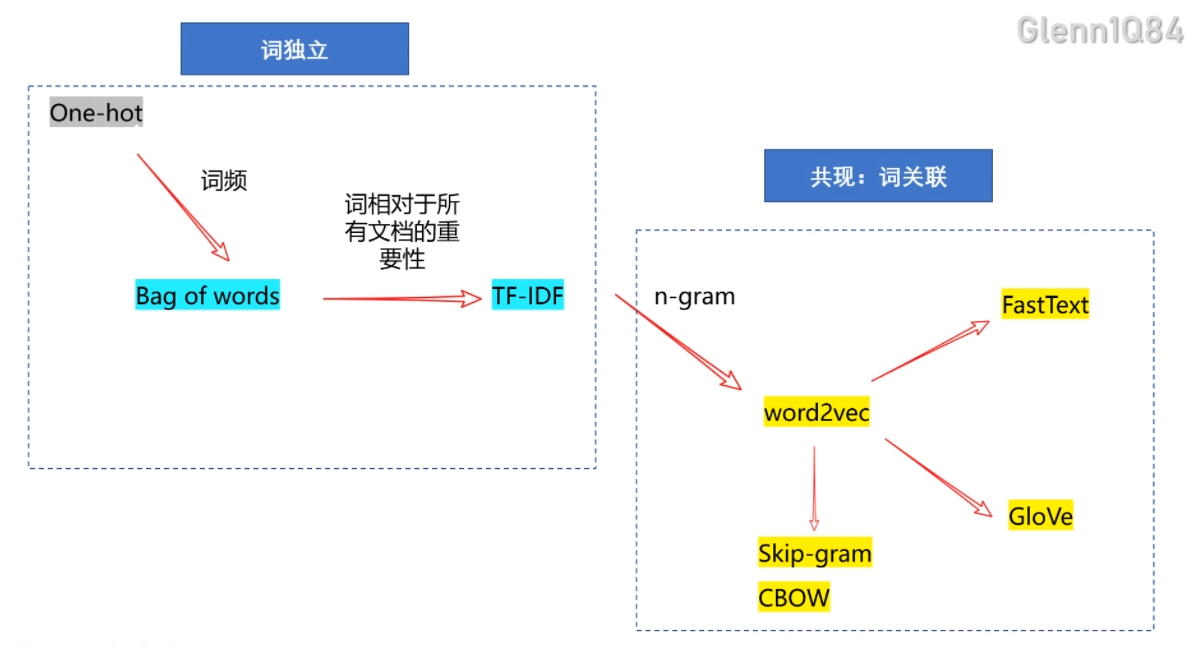 Glenn1Q84
词独立
One-hot
词频
词相对于所
有文档的重
要性
Bag of words
TF-IDF
共现：词关联
n-gram
FastText
word2vec
GloVe
Skip-gram
CBOW